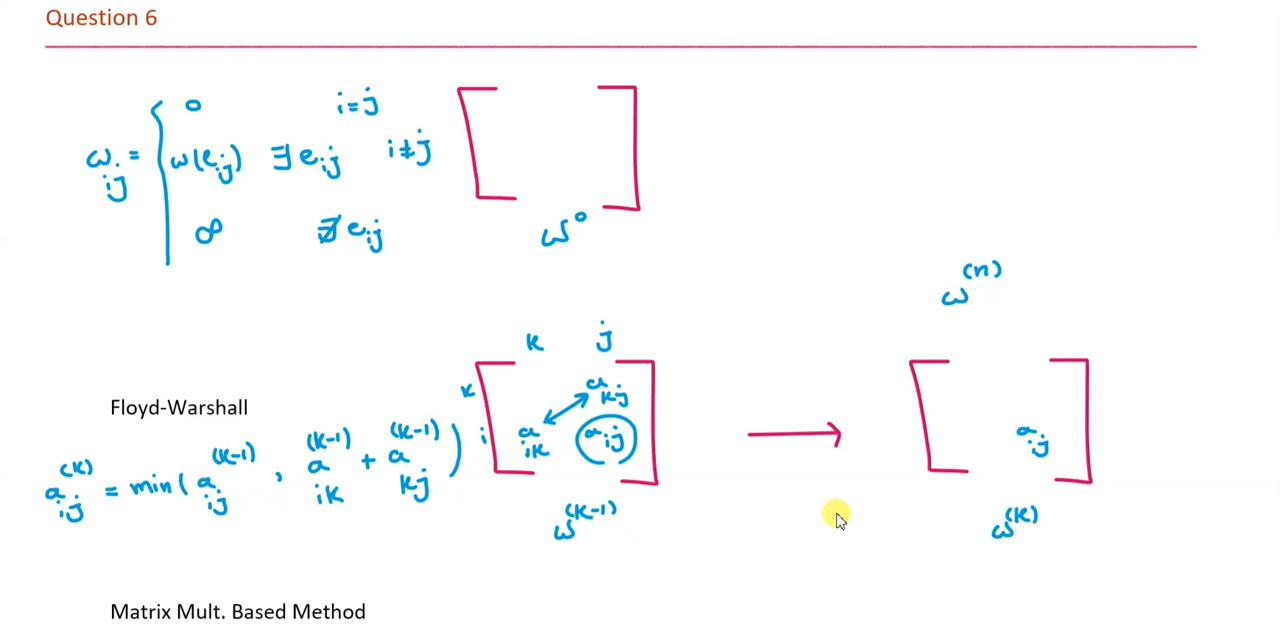 Question 6
0 i=j
ω_ij = { ω(e_ij) ∃ e_ij i≠j
∞ ∄ e_ij
ω^0
ω^(n)
k j
k a_kj
Floyd-Warshall
a_ij^(k) = min( a_ij^(k-1) , a_ik^(k-1) + a_kj^(k-1) ) i a_ik a_ij a_ij
ω^(k-1) ω^(k)
Matrix Mult. Based Method